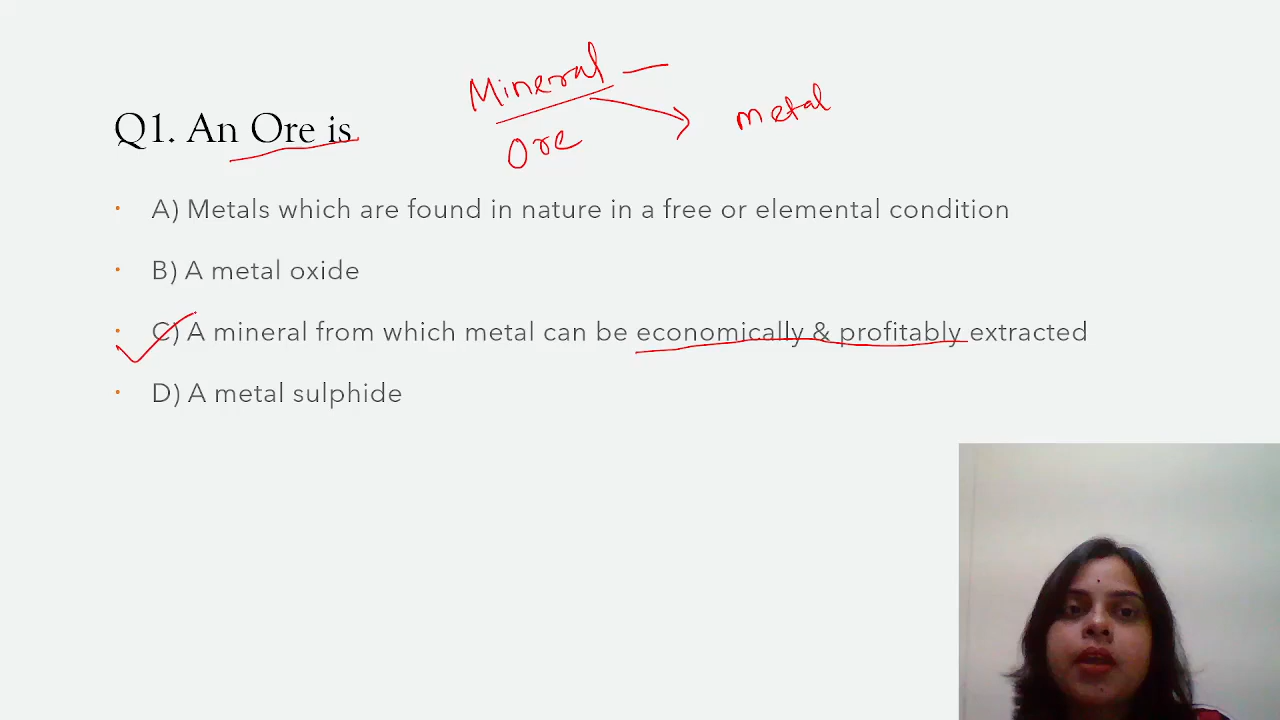 Mineral —
metal
Q1. An Ore is
Ore
• A) Metals which are found in nature in a free or elemental condition
• B) A metal oxide
• C) A mineral from which metal can be economically & profitably extracted
• D) A metal sulphide